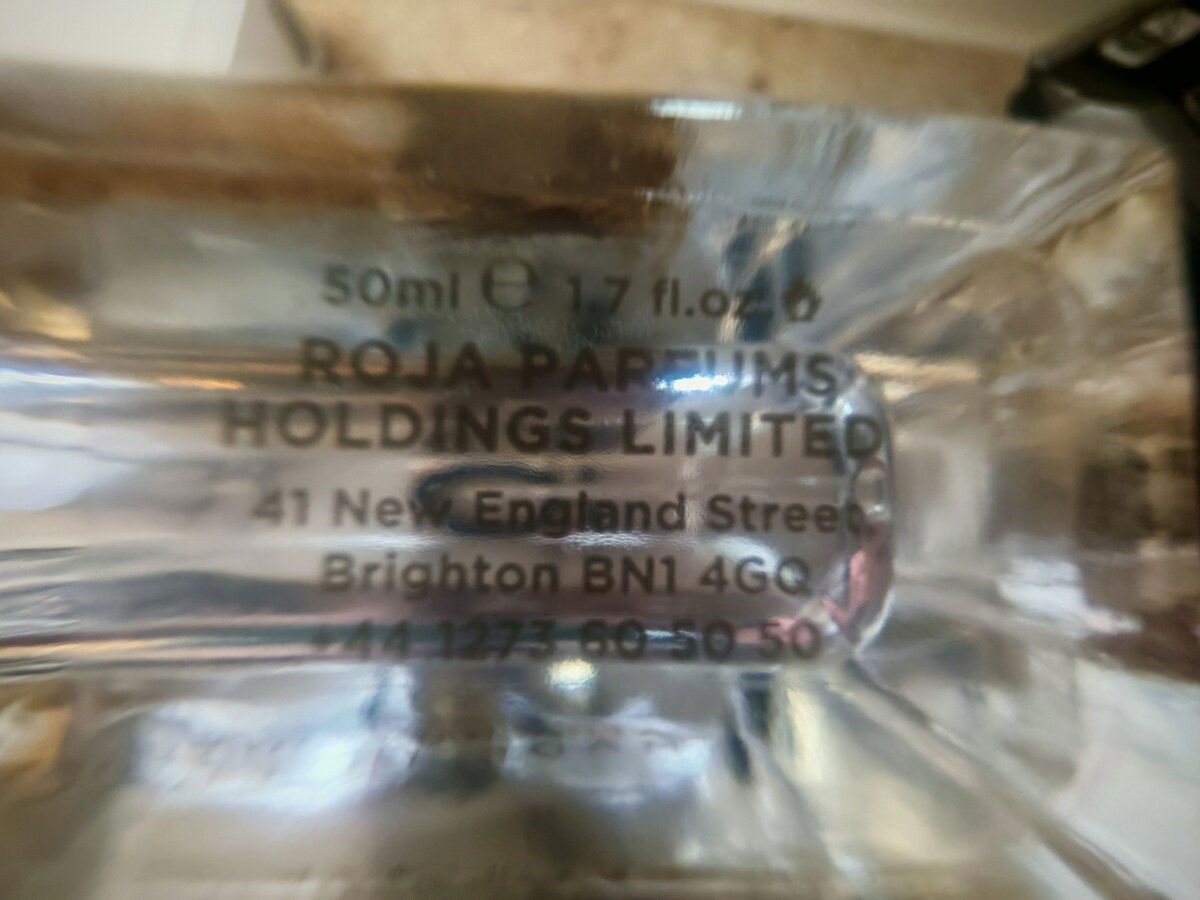 50ml ℮ 1.7 fl.oz
ROJA PARFUMS
HOLDINGS LIMITED
41 New England Street
Brighton BN1 4GQ
+44 1273 60 50 50